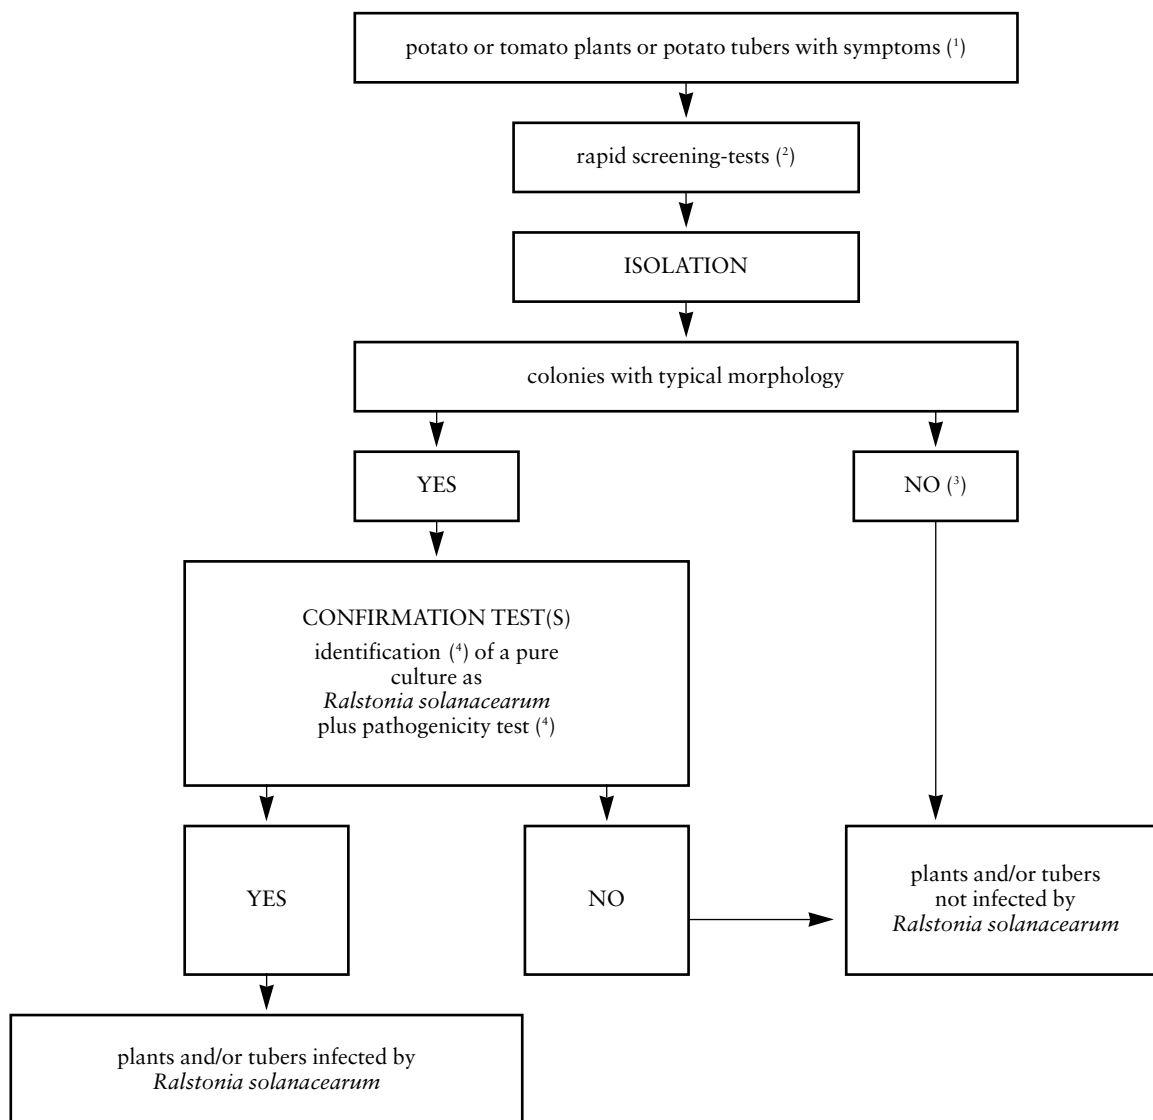 potato or tomato plants or potato tubers with symptoms (¹)
rapid screening-tests (²)
ISOLATION
colonies with typical morphology
YES
NO (³)
CONFIRMATION TEST(S)
identification (⁴) of a pure
culture as
Ralstonia solanacearum
plus pathogenicity test (⁴)
YES
NO
plants and/or tubers
not infected by
Ralstonia solanacearum
plants and/or tubers infected by
Ralstonia solanacearum